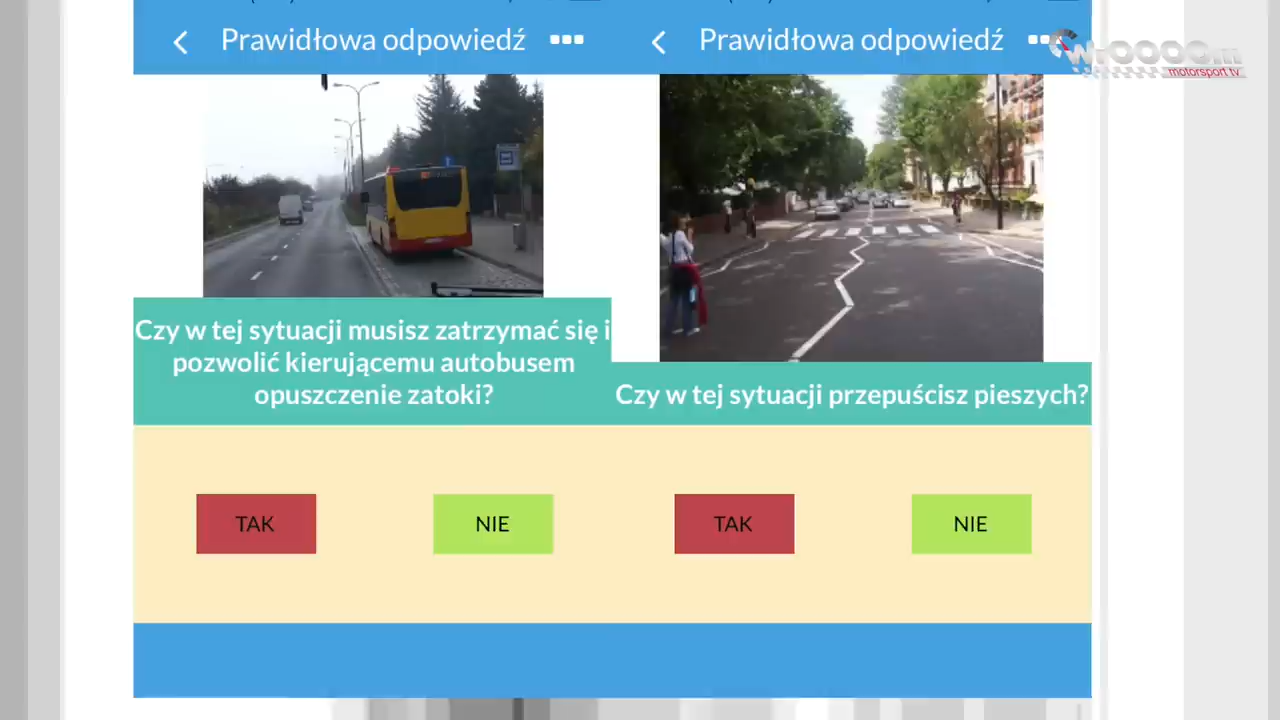 Prawidłowa odpowiedź
Czy w tej sytuacji musisz zatrzymać się i
pozwolić kierującemu autobusem
opuszczenie zatoki?
TAK
NIE
Prawidłowa odpowiedź
Czy w tej sytuacji przepuścisz pieszych?
TAK
NIE
motorsport tv